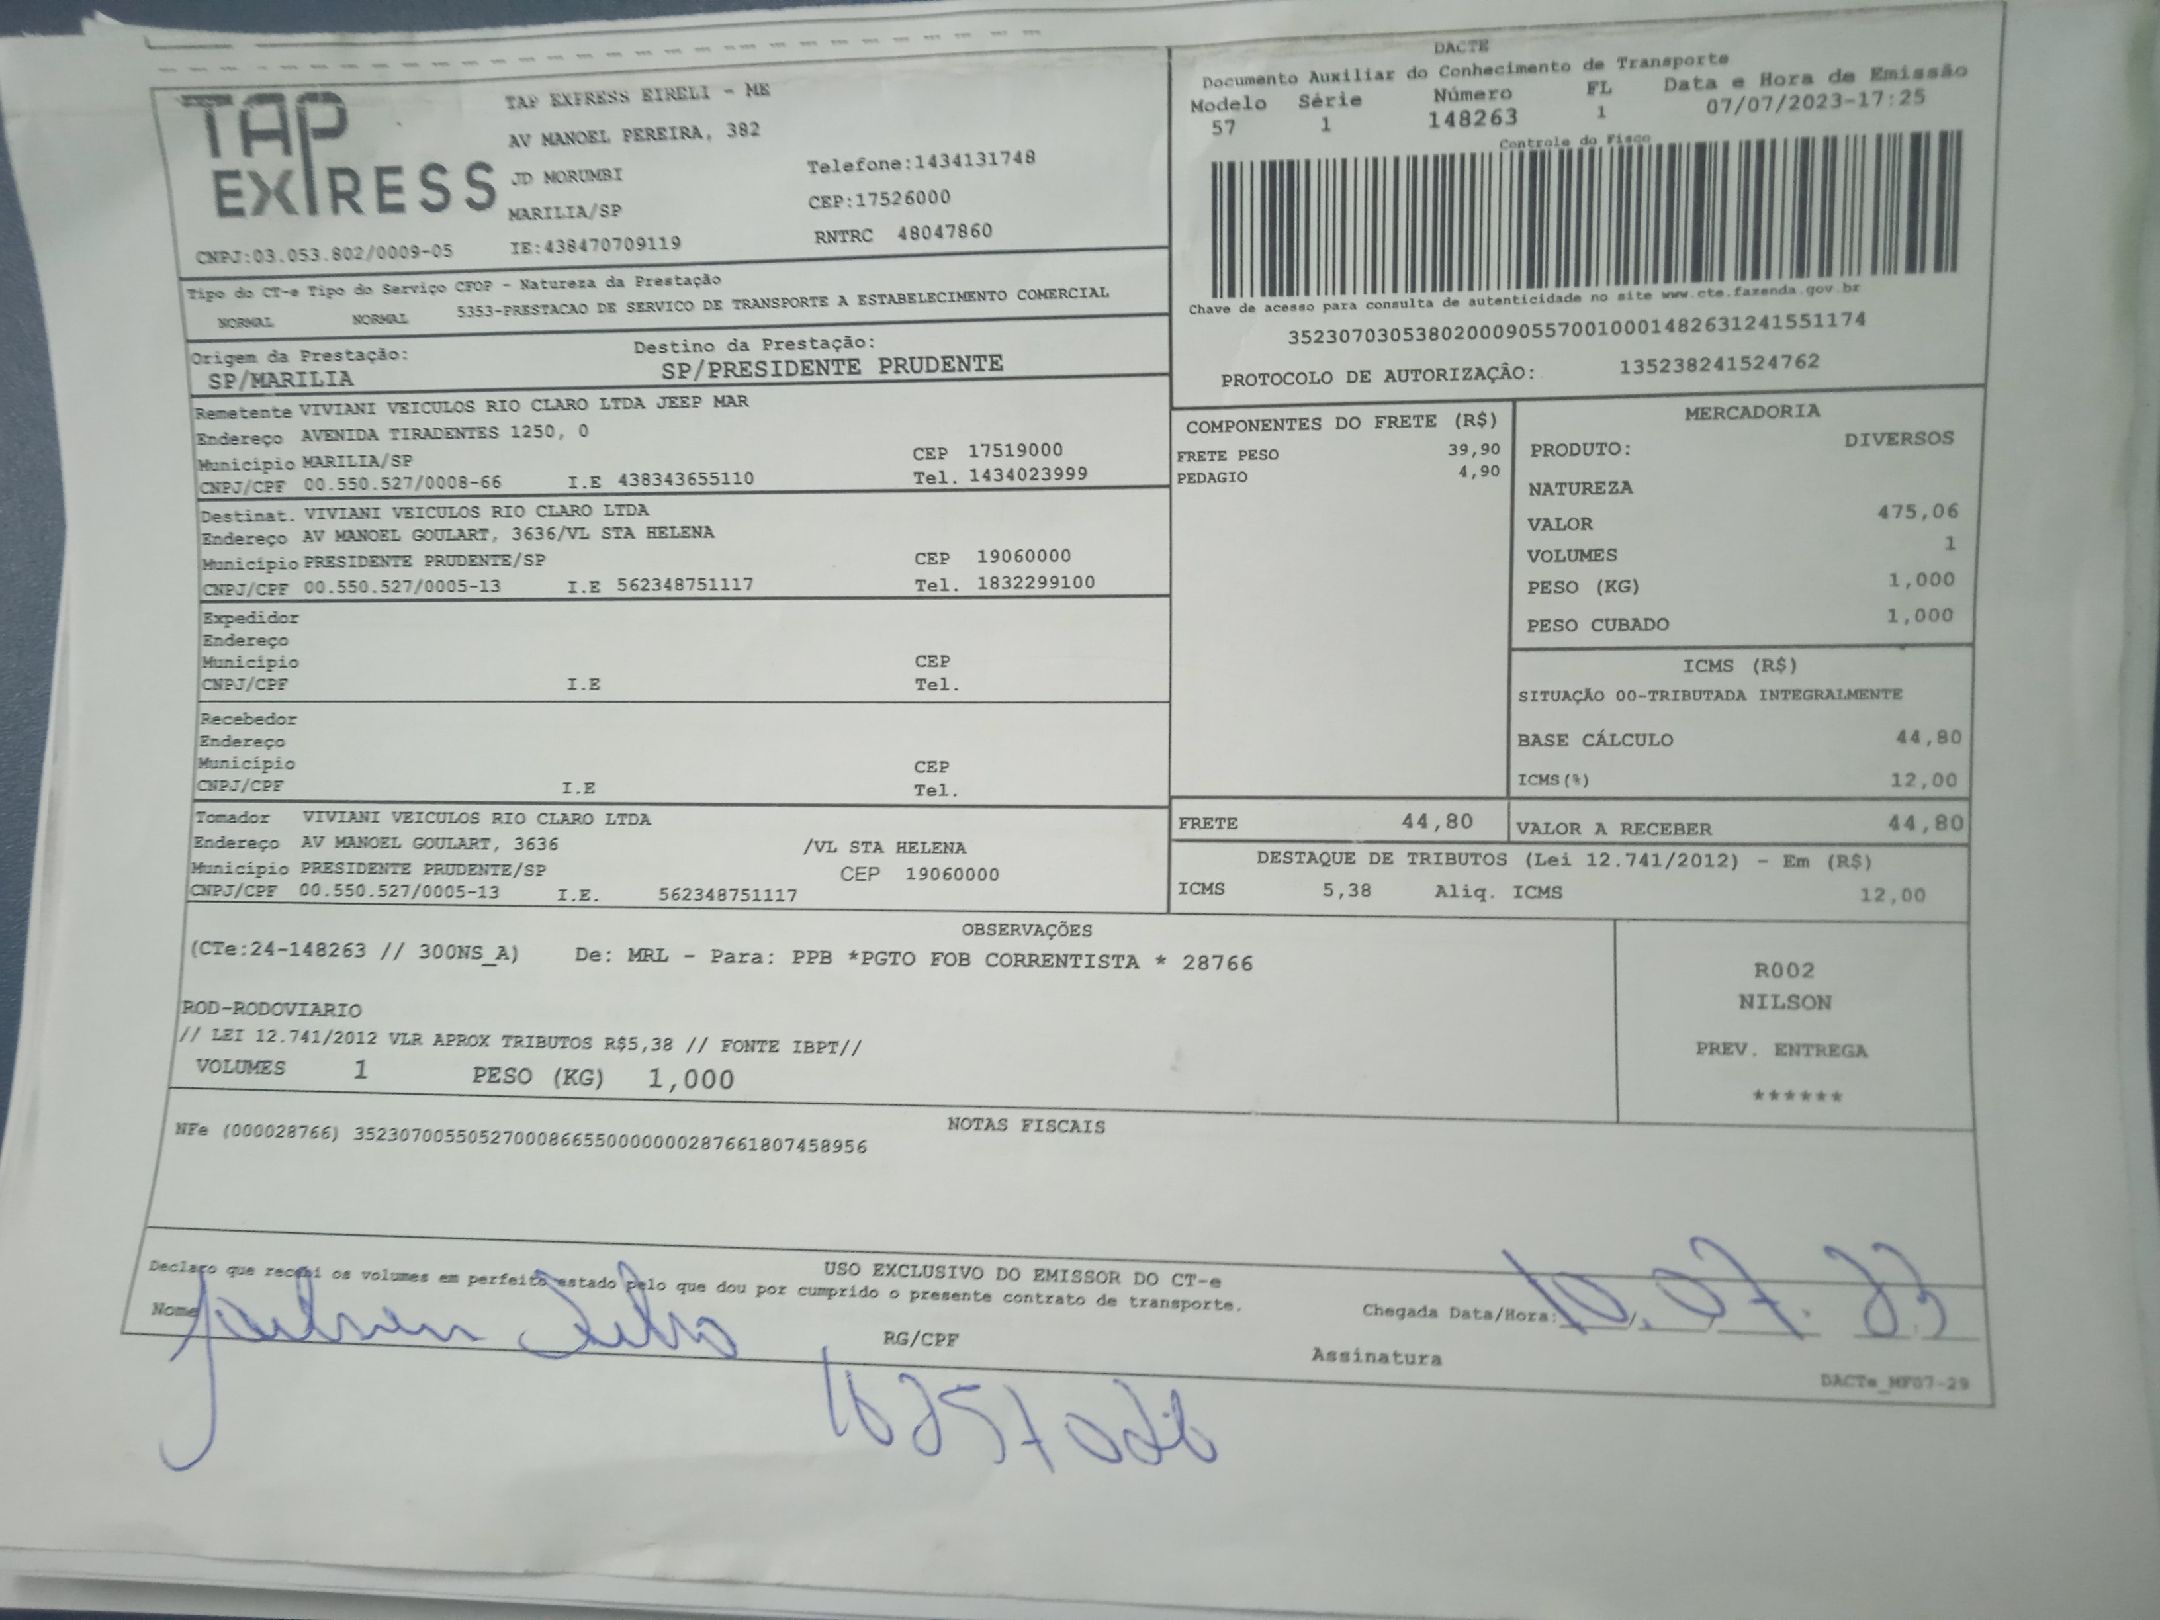 TAP EXPRESS
TAP EXPRESS EIRELI - ME
AV MANOEL PEREIRA, 382
JD MORUMBI
Telefone:1434131748
MARILIA/SP
CEP:17526000
CNPJ:03.053.802/0009-05
IE:438470709119
RNTRC 48047860
DACTE
Documento Auxiliar do Conhecimento de Transporte
Modelo Série Número FL Data e Hora de Emissão
57 1 148263 1 07/07/2023-17:25
Controle do Fisco
Chave de acesso para consulta de autenticidade no site www.cte.fazenda.gov.br
35230703053802000905570010001482631241551174
PROTOCOLO DE AUTORIZAÇÃO: 135238241524762
Tipo do CT-e Tipo do Serviço CFOP - Natureza da Prestação
NORMAL NORMAL 5353-PRESTACAO DE SERVICO DE TRANSPORTE A ESTABELECIMENTO COMERCIAL
Origem da Prestação: Destino da Prestação:
SP/MARILIA SP/PRESIDENTE PRUDENTE
Remetente VIVIANI VEICULOS RIO CLARO LTDA JEEP MAR
Endereço AVENIDA TIRADENTES 1250, 0
Município MARILIA/SP CEP 17519000
CNPJ/CPF 00.550.527/0008-66 I.E 438343655110 Tel. 1434023999
Destinat. VIVIANI VEICULOS RIO CLARO LTDA
Endereço AV MANOEL GOULART, 3636/VL STA HELENA
Município PRESIDENTE PRUDENTE/SP CEP 19060000
CNPJ/CPF 00.550.527/0005-13 I.E 562348751117 Tel. 1832299100
Expedidor
Endereço
Município CEP
CNPJ/CPF I.E Tel.
Recebedor
Endereço
Município CEP
CNPJ/CPF I.E Tel.
Tomador VIVIANI VEICULOS RIO CLARO LTDA
Endereço AV MANOEL GOULART, 3636 /VL STA HELENA
Município PRESIDENTE PRUDENTE/SP CEP 19060000
CNPJ/CPF 00.550.527/0005-13 I.E. 562348751117
COMPONENTES DO FRETE (R$)
FRETE PESO 39,90
PEDAGIO 4,90
MERCADORIA
PRODUTO: DIVERSOS
NATUREZA
VALOR 475,06
VOLUMES 1
PESO (KG) 1,000
PESO CUBADO 1,000
ICMS (R$)
SITUAÇÃO 00-TRIBUTADA INTEGRALMENTE
BASE CÁLCULO 44,80
ICMS(%) 12,00
FRETE 44,80
VALOR A RECEBER 44,80
DESTAQUE DE TRIBUTOS (Lei 12.741/2012) - Em (R$)
ICMS 5,38 Aliq. ICMS 12,00
OBSERVAÇÕES
(CTe:24-148263 // 300NS_A) De: MRL - Para: PPB *PGTO FOB CORRENTISTA * 28766
ROD-RODOVIARIO
// LEI 12.741/2012 VLR APROX TRIBUTOS R$5,38 // FONTE IBPT//
VOLUMES 1 PESO (KG) 1,000
R002
NILSON
PREV. ENTREGA
******
NOTAS FISCAIS
NFe (000028766) 35230700550527000866550000000287661807458956
USO EXCLUSIVO DO EMISSOR DO CT-e
Declaro que recebi os volumes em perfeito estado pelo que dou por cumprido o presente contrato de transporte.
Nome
RG/CPF
Chegada Data/Hora:
Assinatura
DACTe_MF07-29